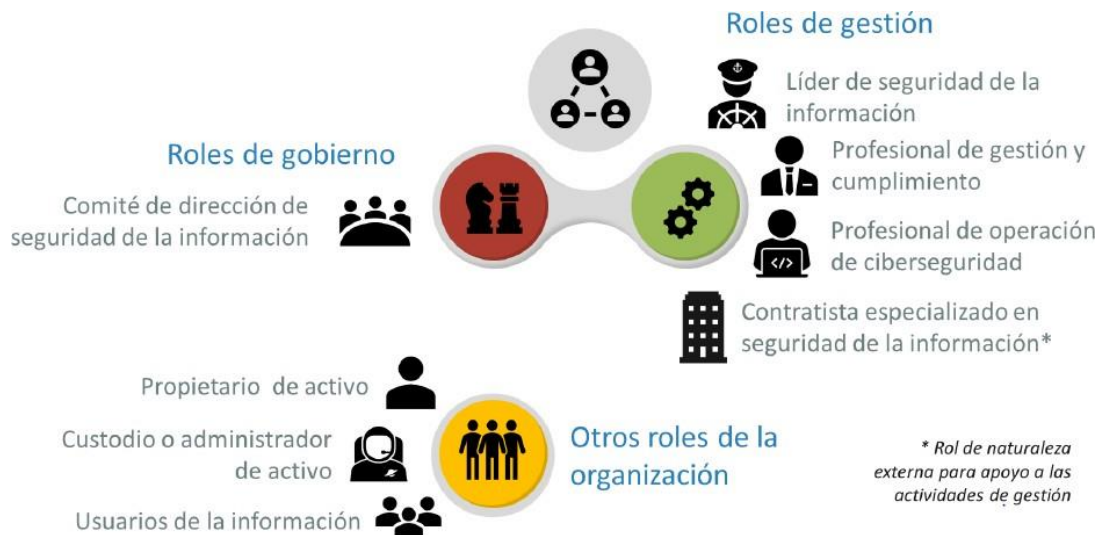 Roles de gobierno
Comité de dirección de
seguridad de la información
Roles de gestión
Líder de seguridad de la
información
Profesional de gestión y
cumplimiento
Profesional de operación
de ciberseguridad
</>
Contratista especializado en
seguridad de la información*
Otros roles de la
organización
Propietario de activo
Custodio o administrador
de activo
Usuarios de la información
* Rol de naturaleza
externa para apoyo a las
actividades de gestión